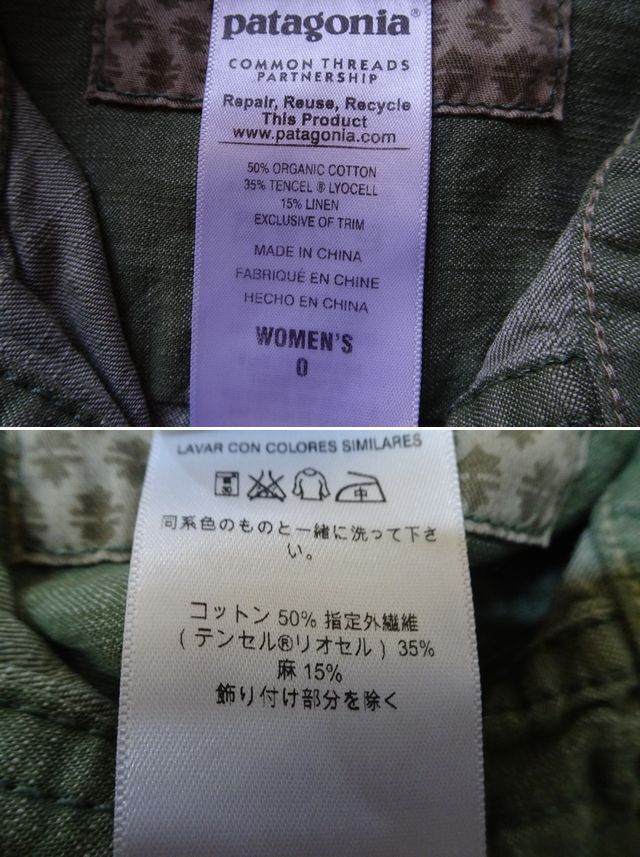 patagonia®
COMMON THREADS
PARTNERSHIP
Repair, Reuse, Recycle
This Product
www.patagonia.com
50% ORGANIC COTTON
35% TENCEL ® LYOCELL
15% LINEN
EXCLUSIVE OF TRIM
MADE IN CHINA
FABRIQUÉ EN CHINE
HECHO EN CHINA
WOMEN'S
0
LAVAR CON COLORES SIMILARES
中
同系色のものと一緒に洗って下さ
い。
コットン 50% 指定外繊維
( テンセル®リオセル ) 35%
麻 15%
飾り付け部分を除く